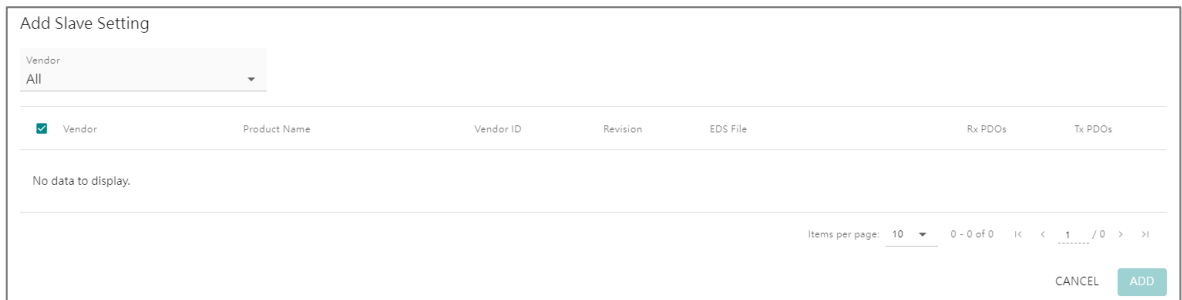 Add Slave Setting
Vendor
All
Vendor Product Name Vendor ID Revision EDS File Rx PDOs Tx PDOs
No data to display.
Items per page: 10 0 - 0 of 0 1 / 0
CANCEL ADD